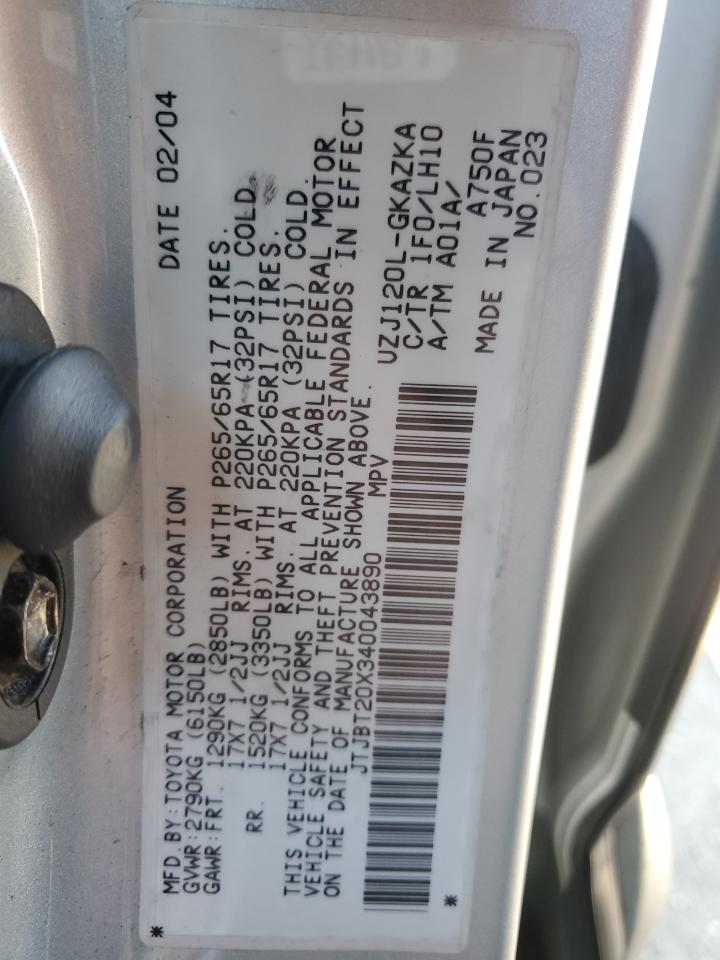 MFD. BY: TOYOTA MOTOR CORPORATION DATE 02/04
GVWR: 2790KG (6150LB)
GAWR: FRT. 1290KG (2850LB) WITH P265/65R17 TIRES.
17X7 1/2JJ RIMS. AT 220KPA (32PSI) COLD.
RR. 1520KG (3350LB) WITH P265/65R17 TIRES.
17X7 1/2JJ RIMS. AT 220KPA (32PSI) COLD.
THIS VEHICLE CONFORMS TO ALL APPLICABLE FEDERAL MOTOR
VEHICLE SAFETY AND THEFT PREVENTION STANDARDS IN EFFECT
ON THE DATE OF MANUFACTURE SHOWN ABOVE.
JTJBT20X340043890 MPV
UZJ120L-GKAZKA
C/TR 1F0/LH10
A/TM A01A/ A750F
MADE IN JAPAN
NO. 023